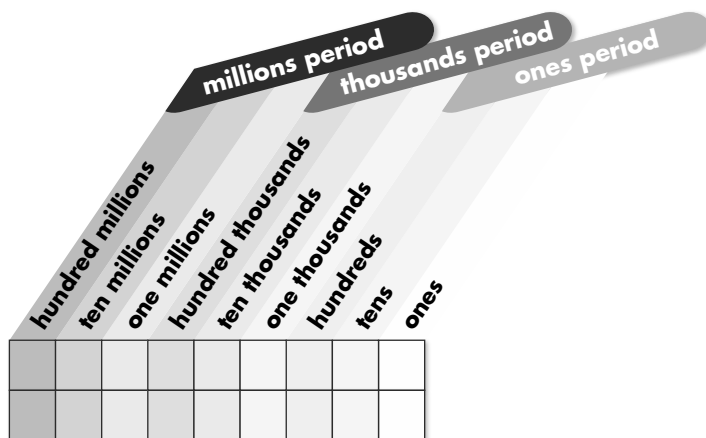 millions period
thousands period
ones period
hundred millions
ten millions
one millions
hundred thousands
ten thousands
one thousands
hundreds
tens
ones